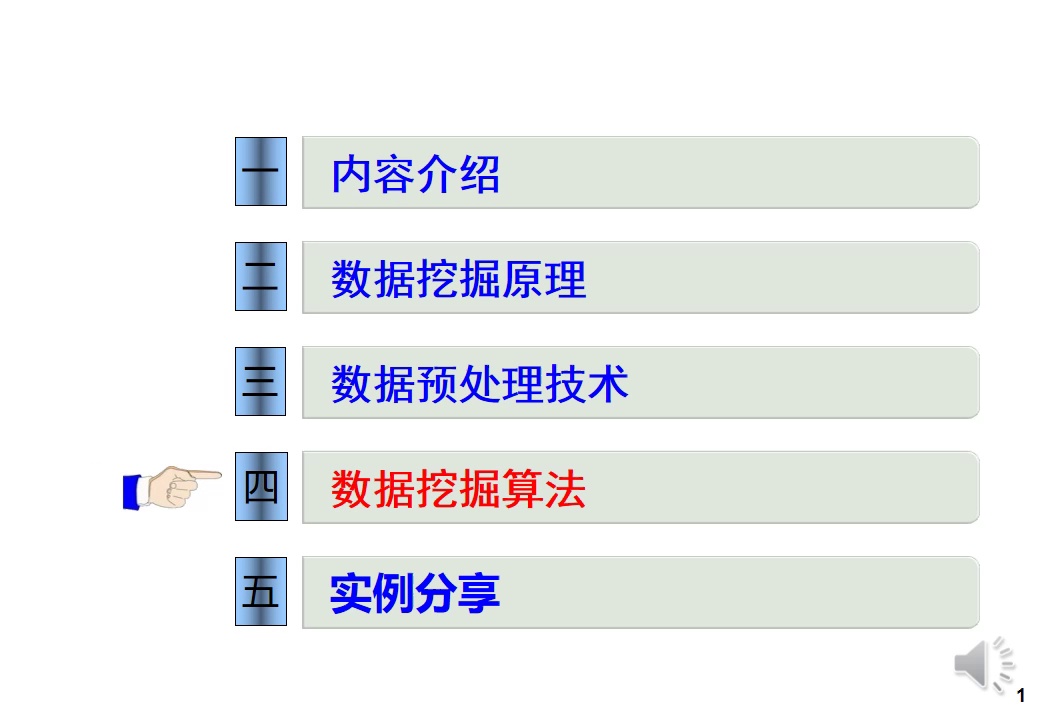 一 内容介绍
二 数据挖掘原理
三 数据预处理技术
四 数据挖掘算法
五 实例分享
1